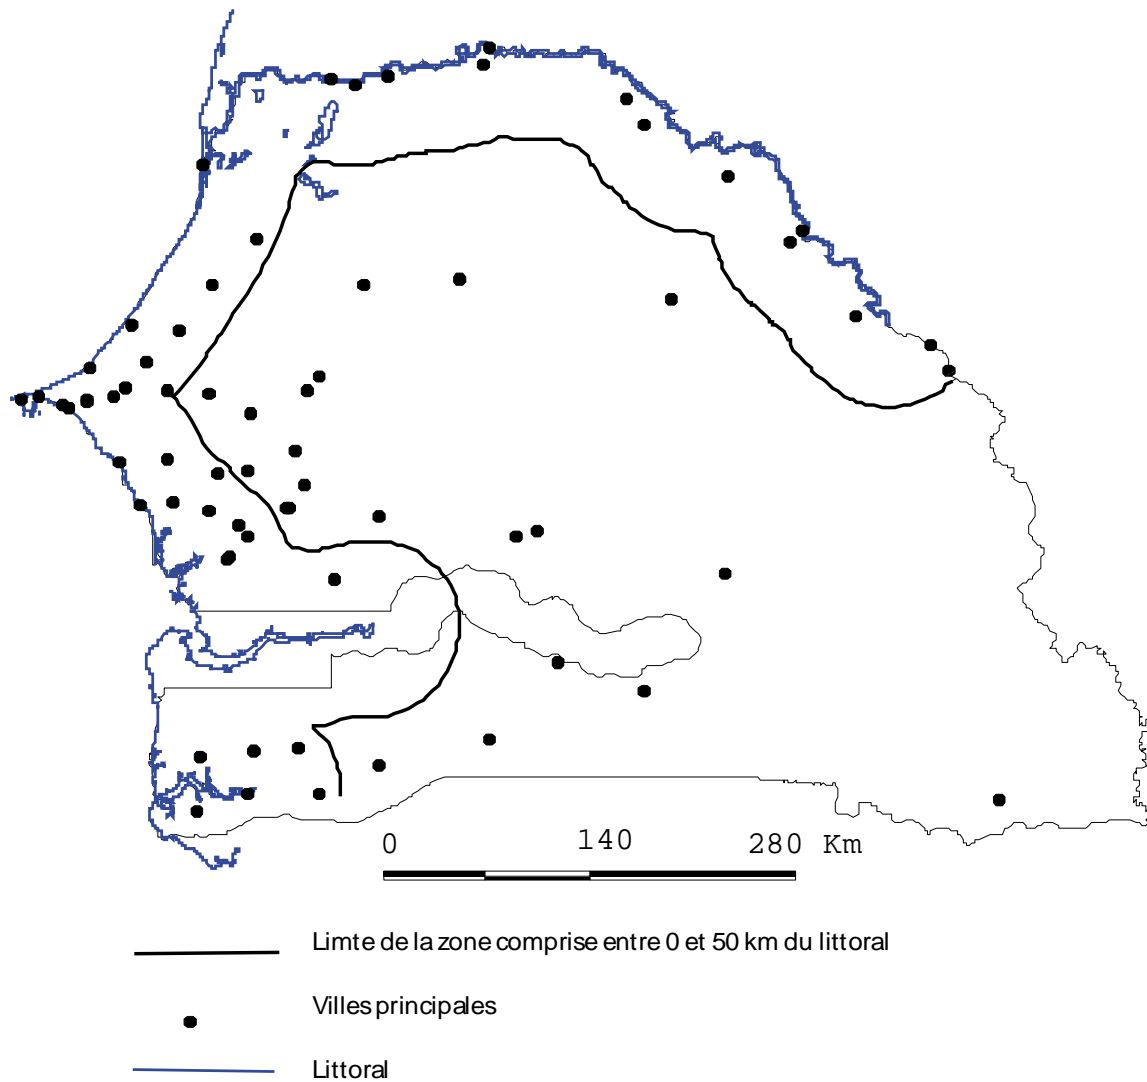 0 140 280 Km
Limte de la zone comprise entre 0 et 50 km du littoral
Villes principales
Littoral